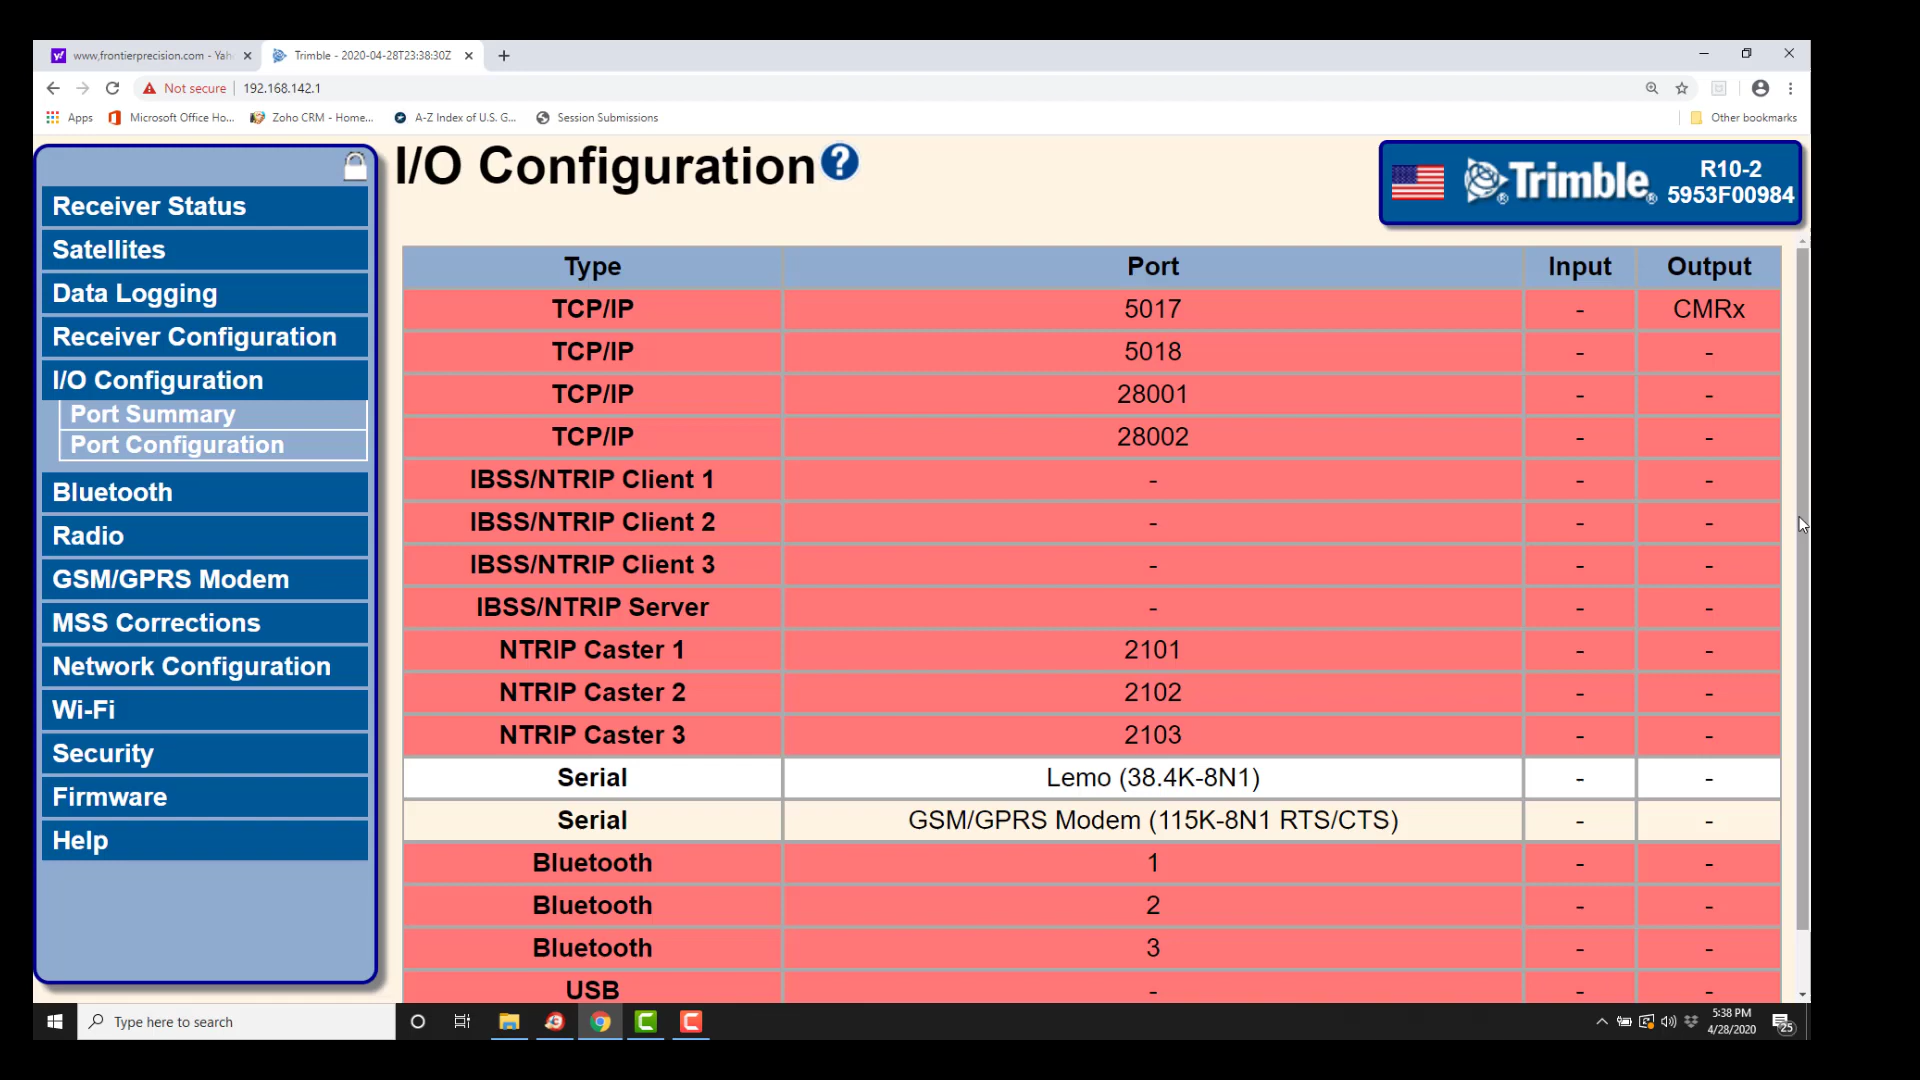 www.frontierprecision.com - Yah
Trimble - 2020-04-28T23:38:30Z
Not secure
192.168.142.1
Apps
Microsoft Office Ho...
Zoho CRM - Home...
A-Z Index of U.S. G...
Session Submissions
Other bookmarks
I/O Configuration
Trimble
R10-2
5953F00984
Receiver Status
Satellites
Data Logging
Receiver Configuration
I/O Configuration
Port Summary
Port Configuration
Bluetooth
Radio
GSM/GPRS Modem
MSS Corrections
Network Configuration
Wi-Fi
Security
Firmware
Help
Type Port Input Output
TCP/IP 5017 - CMRx
TCP/IP 5018 - -
TCP/IP 28001 - -
TCP/IP 28002 - -
IBSS/NTRIP Client 1 - - -
IBSS/NTRIP Client 2 - - -
IBSS/NTRIP Client 3 - - -
IBSS/NTRIP Server - - -
NTRIP Caster 1 2101 - -
NTRIP Caster 2 2102 - -
NTRIP Caster 3 2103 - -
Serial Lemo (38.4K-8N1) - -
Serial GSM/GPRS Modem (115K-8N1 RTS/CTS) - -
Bluetooth 1 - -
Bluetooth 2 - -
Bluetooth 3 - -
USB - - -
Type here to search
5:38 PM
4/28/2020
25